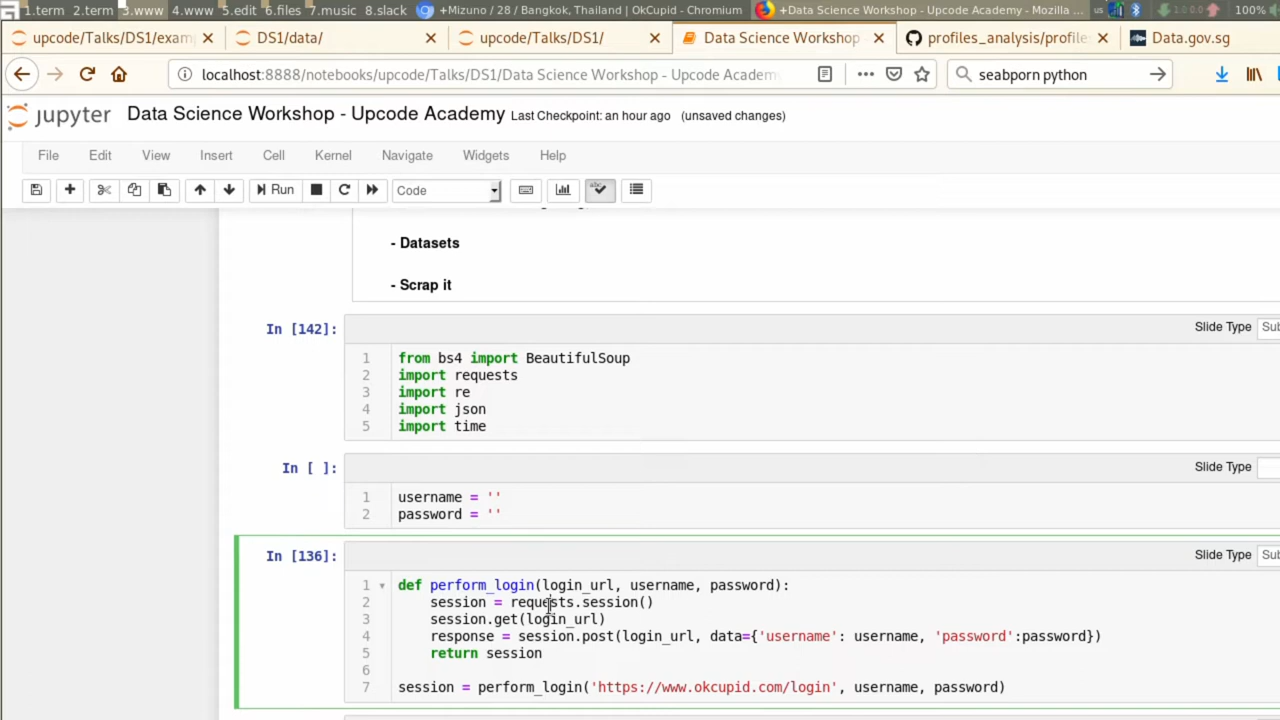 1.term 2.term 3.www 4.www 5.edit 6.files 7.music 8.slack +Mizuno / 28 / Bangkok, Thailand | OkCupid - Chromium +Data Science Workshop - Upcode Academy - Mozilla ... us 100%
upcode/Talks/DS1/exam DS1/data/ upcode/Talks/DS1/ Data Science Workshop profiles_analysis/profile Data.gov.sg
localhost:8888/notebooks/upcode/Talks/DS1/Data Science Workshop - Upcode Academ seabporn python
jupyter Data Science Workshop - Upcode Academy Last Checkpoint: an hour ago (unsaved changes)
File Edit View Insert Cell Kernel Navigate Widgets Help
Run Code
- Datasets
- Scrap it
In [142]: Slide Type Sub
1 from bs4 import BeautifulSoup
2 import requests
3 import re
4 import json
5 import time
In [ ]: Slide Type
1 username = ''
2 password = ''
In [136]: Slide Type Sub
1 def perform_login(login_url, username, password):
2 session = requests.session()
3 session.get(login_url)
4 response = session.post(login_url, data={'username': username, 'password':password})
5 return session
6
7 session = perform_login('https://www.okcupid.com/login', username, password)